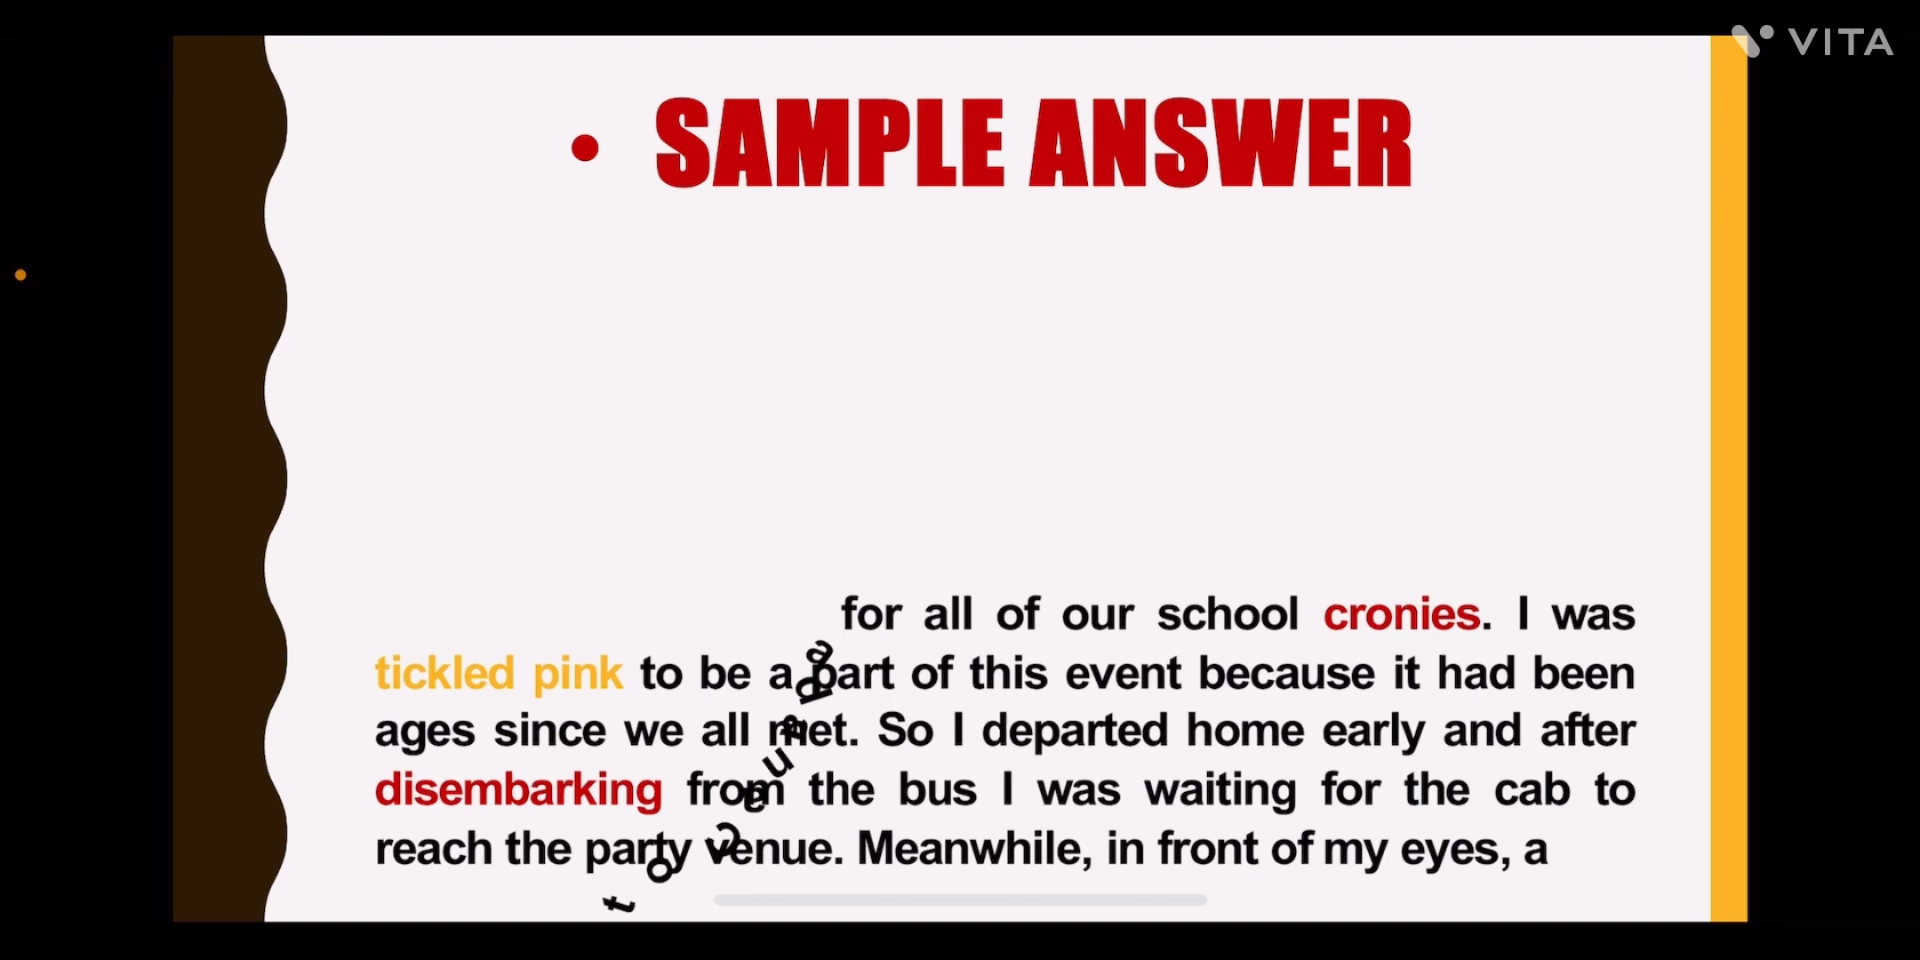 VITA
• SAMPLE ANSWER
for all of our school cronies. I was
tickled pink to be a part of this event because it had been
ages since we all met. So I departed home early and after
disembarking from the bus I was waiting for the cab to
reach the party venue. Meanwhile, in front of my eyes, a
to Canada